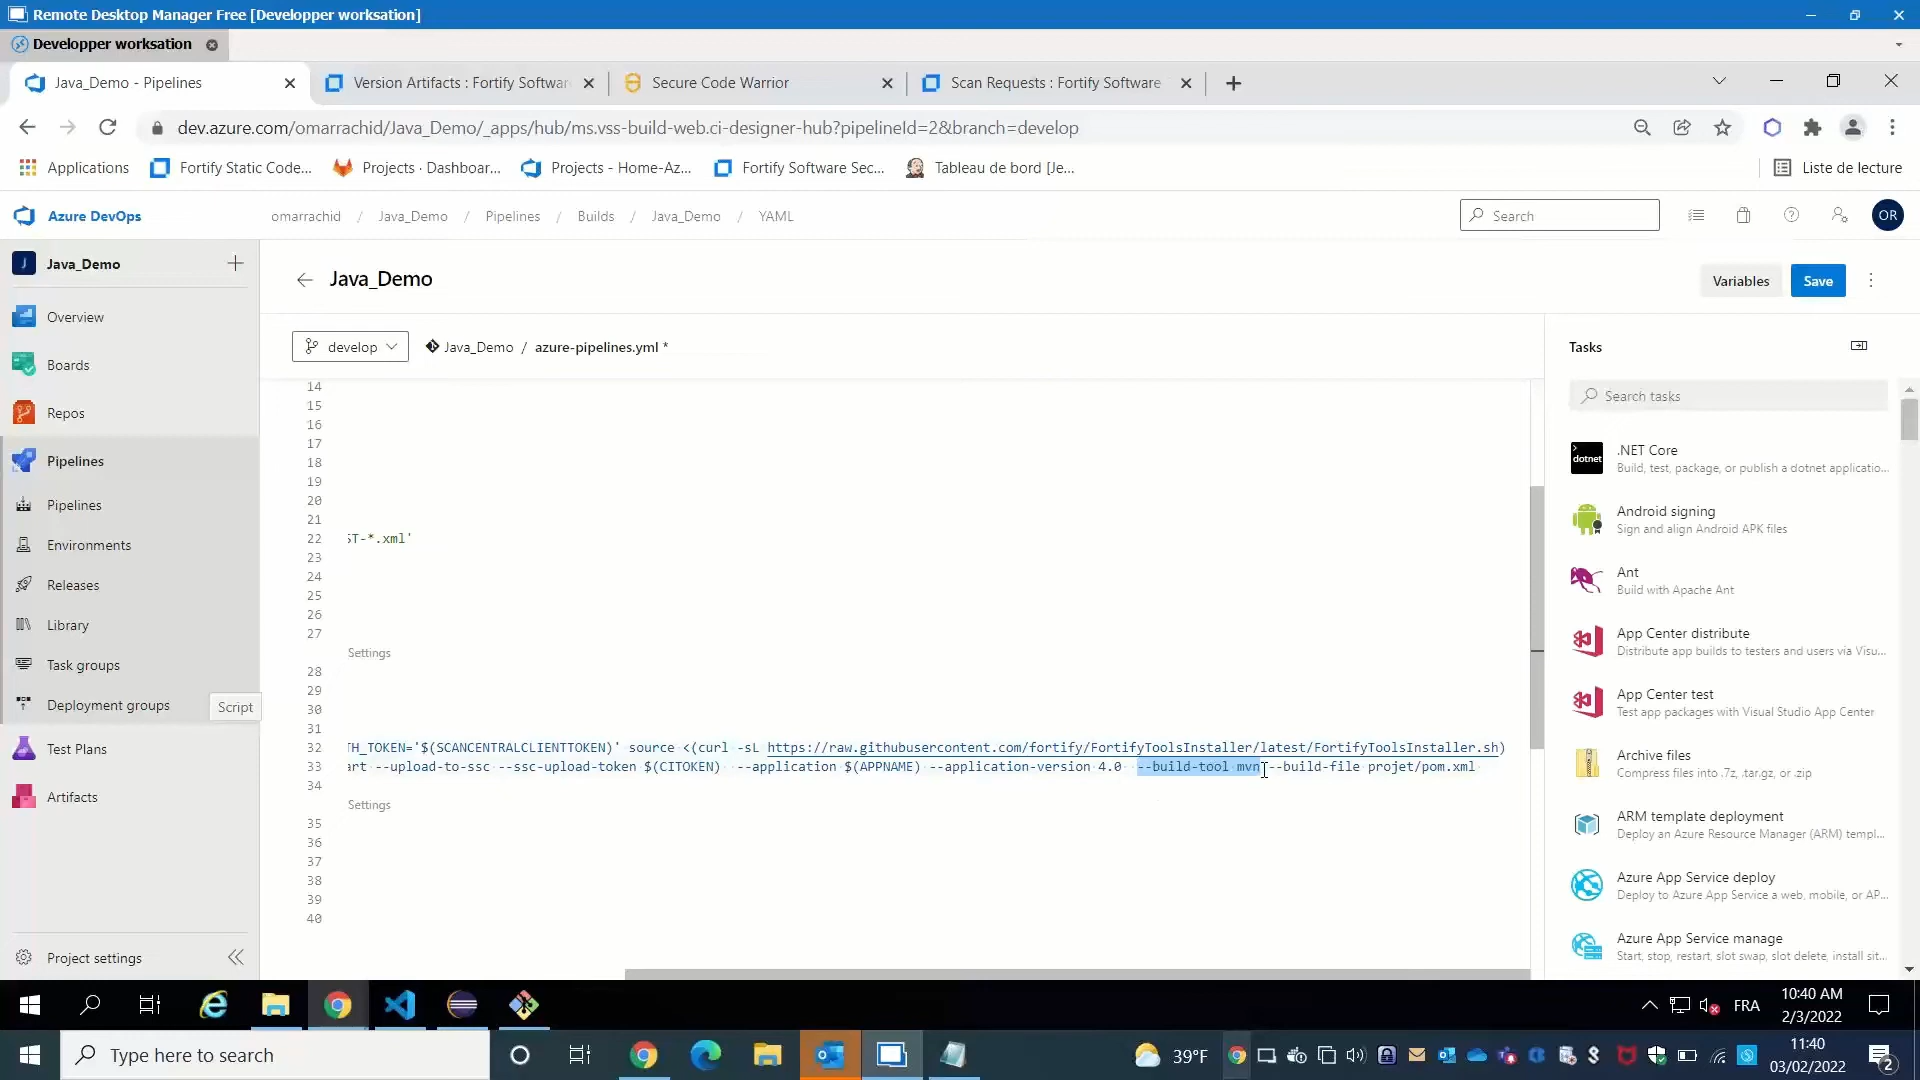 Remote Desktop Manager Free [Developper worksation]
Developper worksation
Java_Demo - Pipelines
Version Artifacts : Fortify Softwar
Secure Code Warrior
Scan Requests : Fortify Software
dev.azure.com/omarrachid/Java_Demo/_apps/hub/ms.vss-build-web.ci-designer-hub?pipelineId=2&branch=develop
Applications
Fortify Static Code...
Projects · Dashboar...
Projects - Home-Az...
Fortify Software Sec...
Tableau de bord [Je...
Liste de lecture
Azure DevOps
omarrachid / Java_Demo / Pipelines / Builds / Java_Demo / YAML
Search
OR
J
Java_Demo
Overview
Boards
Repos
Pipelines
Pipelines
Environments
Releases
Library
Task groups
Deployment groups
Script
Test Plans
Artifacts
Project settings
Java_Demo
Variables
Save
develop
Java_Demo / azure-pipelines.yml *
14
15
16
17
18
19
20
21
22 ST-*.xml'
23
24
25
26
27
Settings
28
29
30
31
32 TH_TOKEN='$(SCANCENTRALCLIENTTOKEN)' source <(curl -sL https://raw.githubusercontent.com/fortify/FortifyToolsInstaller/latest/FortifyToolsInstaller.sh)
33 art --upload-to-ssc --ssc-upload-token $(CITOKEN) --application $(APPNAME) --application-version 4.0 --build-tool mvn --build-file projet/pom.xml
34
Settings
35
36
37
38
39
40
Tasks
Search tasks
dotnet
.NET Core
Build, test, package, or publish a dotnet applicatio...
Android signing
Sign and align Android APK files
Ant
Build with Apache Ant
App Center distribute
Distribute app builds to testers and users via Visu...
App Center test
Test app packages with Visual Studio App Center
Archive files
Compress files into .7z, .tar.gz, or .zip
ARM template deployment
Deploy an Azure Resource Manager (ARM) templ...
Azure App Service deploy
Deploy to Azure App Service a web, mobile, or AP...
Azure App Service manage
Start, stop, restart, slot swap, slot delete, install sit...
FRA
10:40 AM
2/3/2022
Type here to search
39°F
11:40
03/02/2022
2